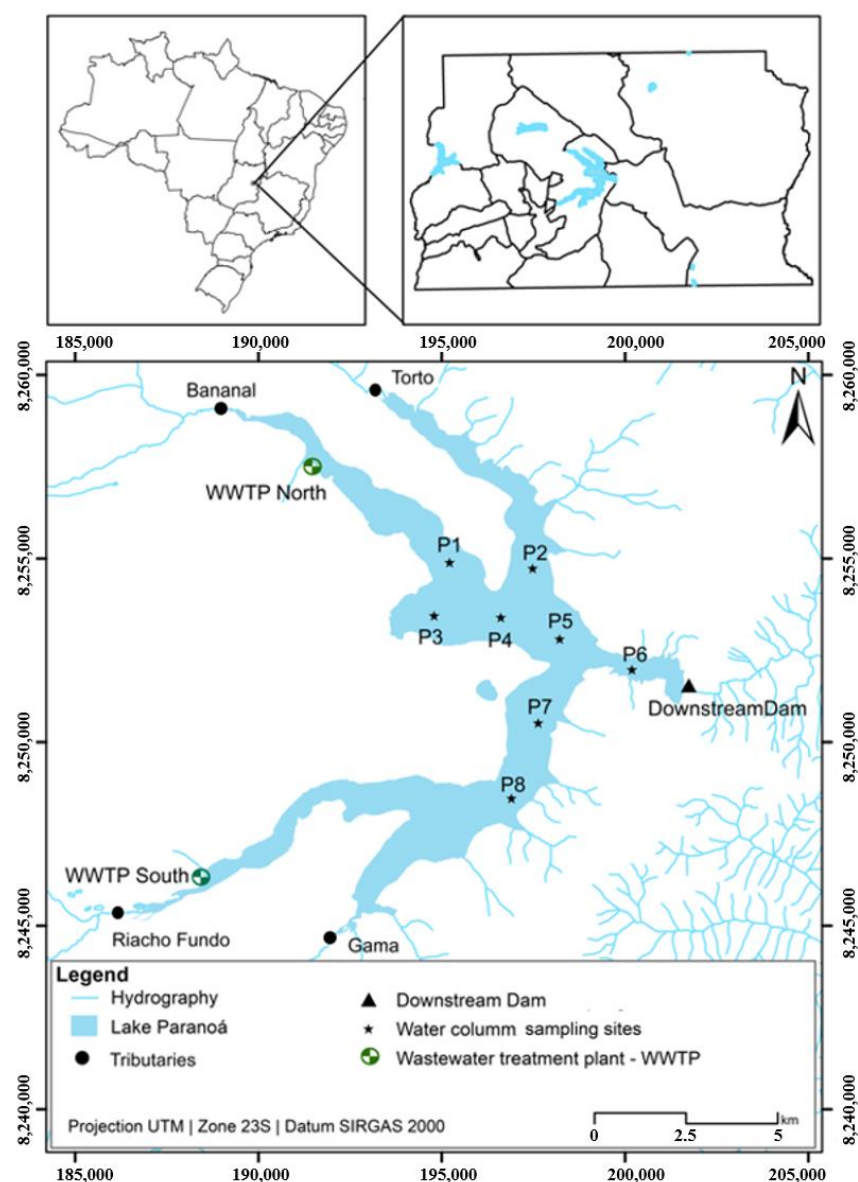 185,000 190,000 195,000 200,000 205,000
8,260,000
8,260,000
N
Torto
Bananal
WWTP North
8,255,000
8,255,000
P1
P2
P3
P4
P5
P6
DownstreamDam
8,250,000
8,250,000
P7
P8
WWTP South
8,245,000
8,245,000
Riacho Fundo
Gama
Legend
Hydrography
Lake Paranoá
Tributaries
Downstream Dam
Water columm sampling sites
Wastewater treatment plant - WWTP
8,240,000
8,240,000
Projection UTM | Zone 23S | Datum SIRGAS 2000
km
0 2.5 5
185,000 190,000 195,000 200,000 205,000